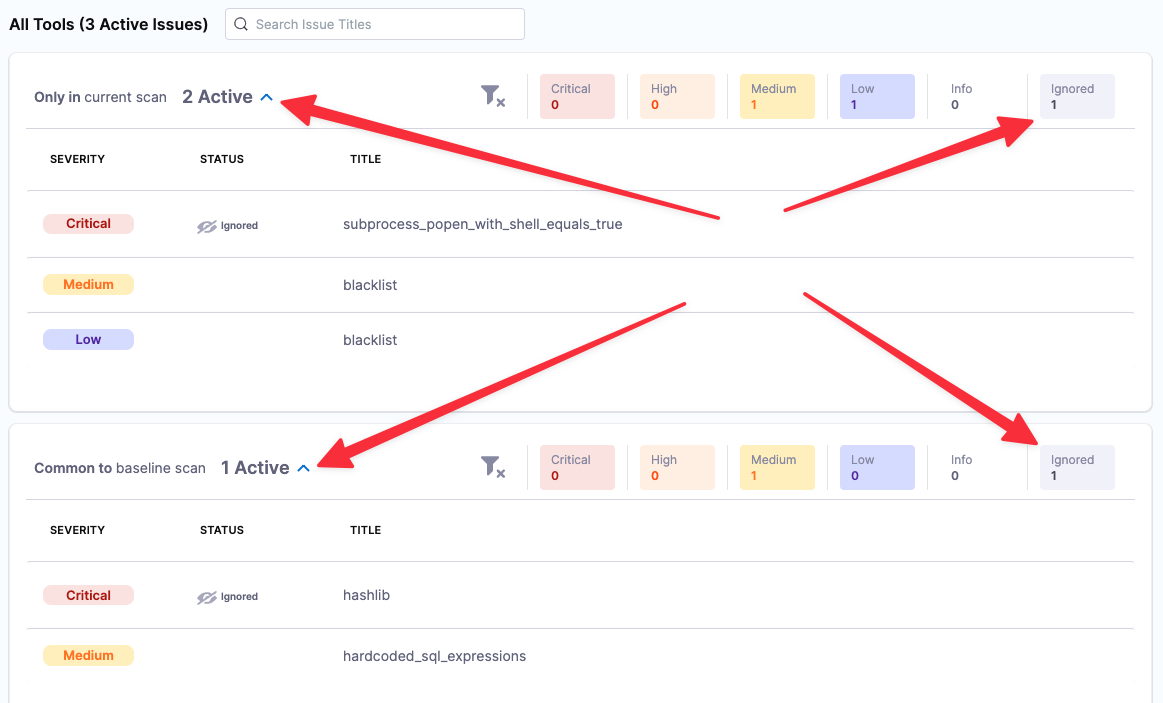 All Tools (3 Active Issues) Search Issue Titles
Only in current scan 2 Active Critical 0 High 0 Medium 1 Low 1 Info 0 Ignored 1
SEVERITY STATUS TITLE
Critical Ignored subprocess_popen_with_shell_equals_true
Medium blacklist
Low blacklist
Common to baseline scan 1 Active Critical 0 High 0 Medium 1 Low 0 Info 0 Ignored 1
SEVERITY STATUS TITLE
Critical Ignored hashlib
Medium hardcoded_sql_expressions